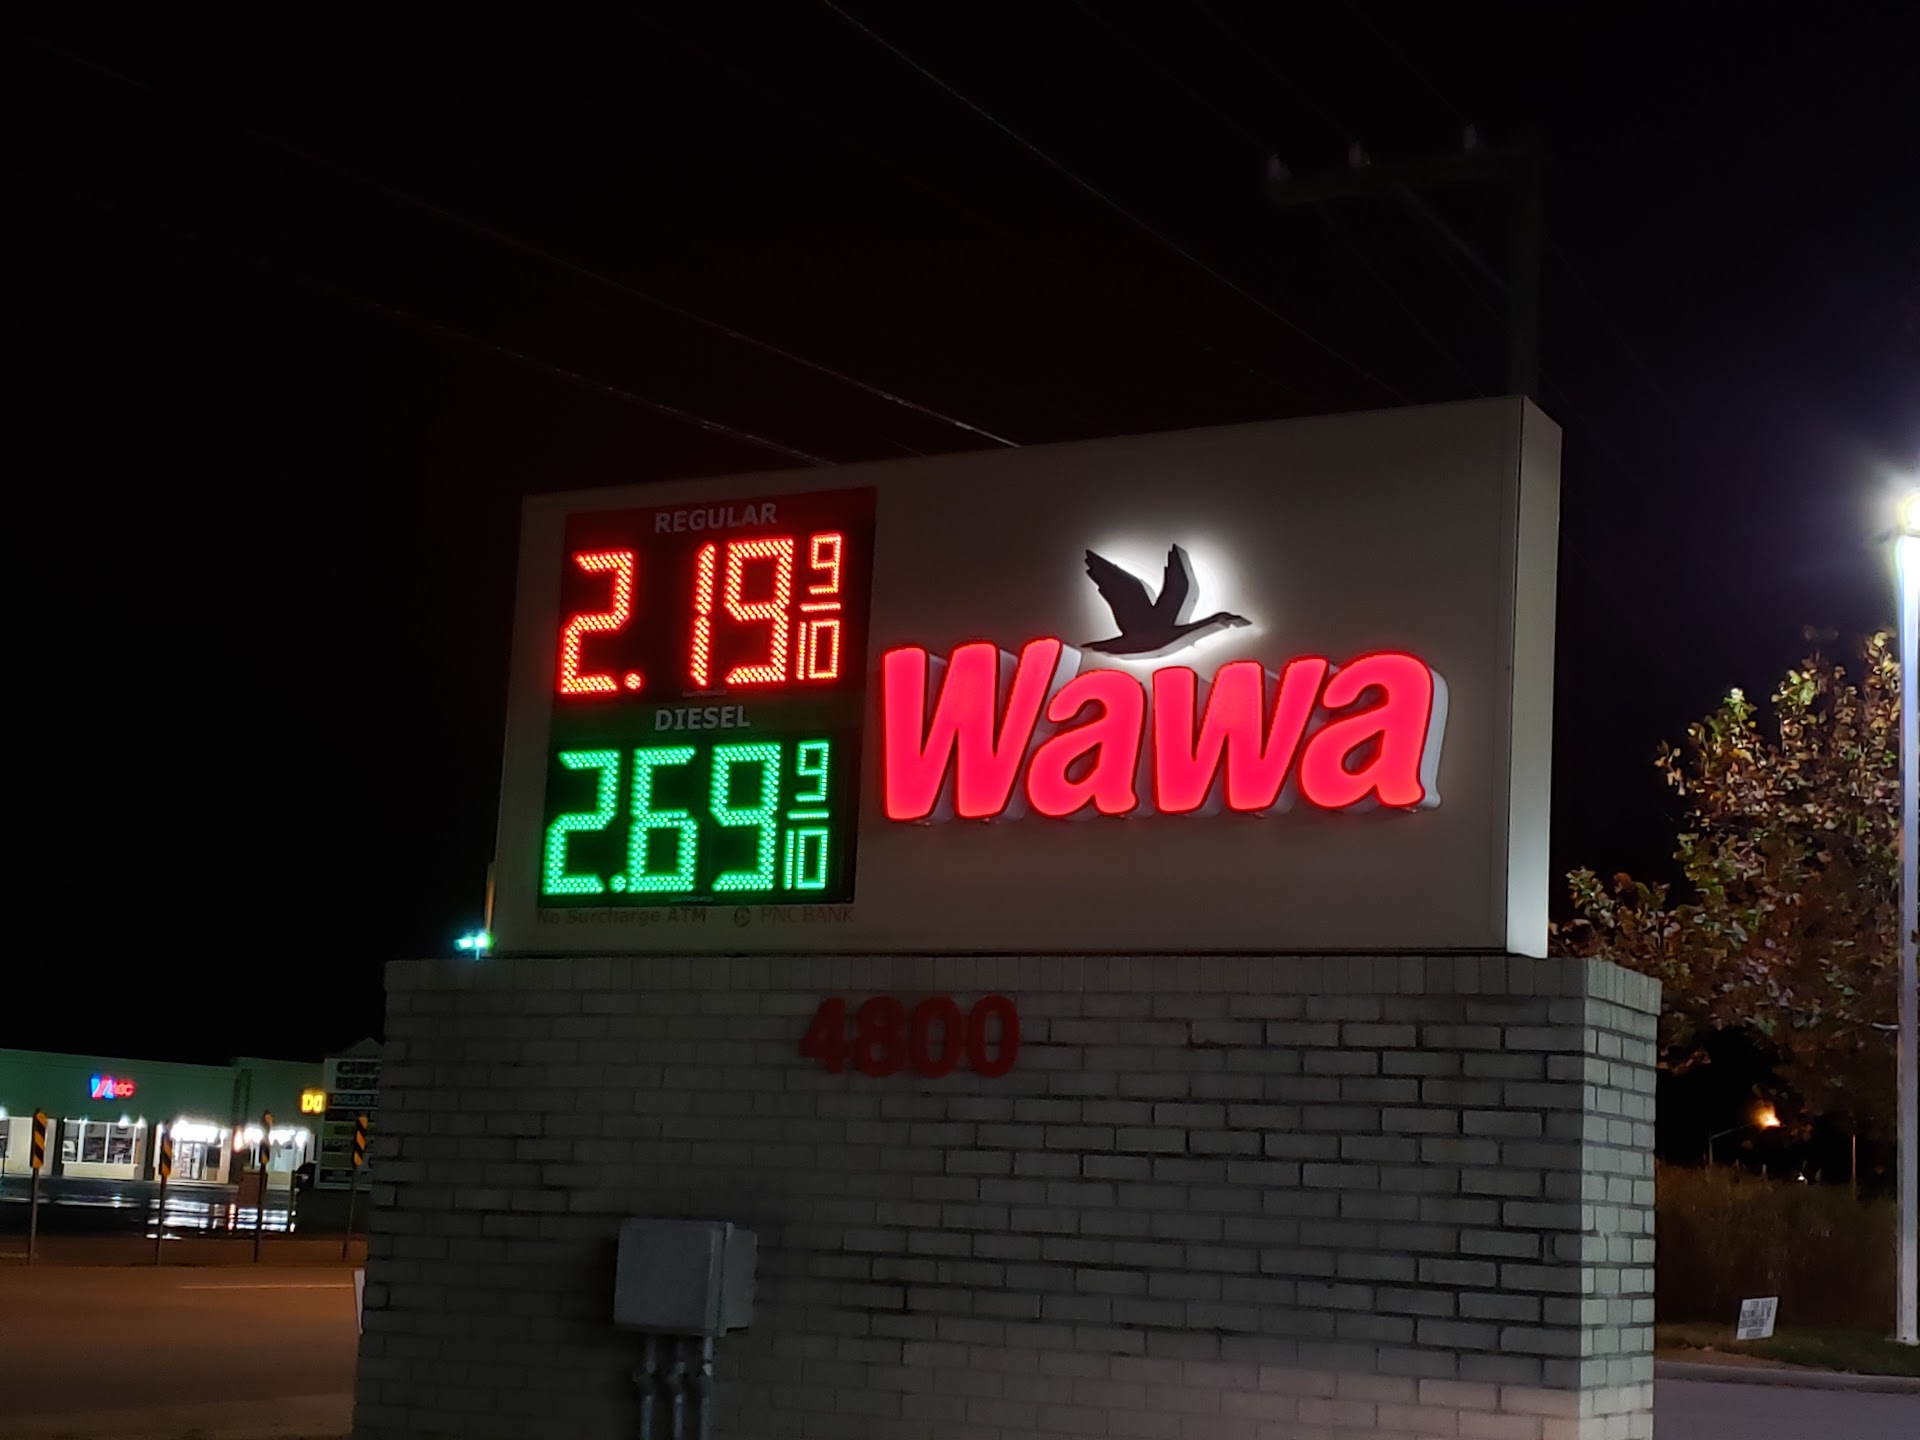 REGULAR
2.19 9/10
DIESEL
2.69 9/10
No Surcharge ATM PNC BANK
Wawa
4800